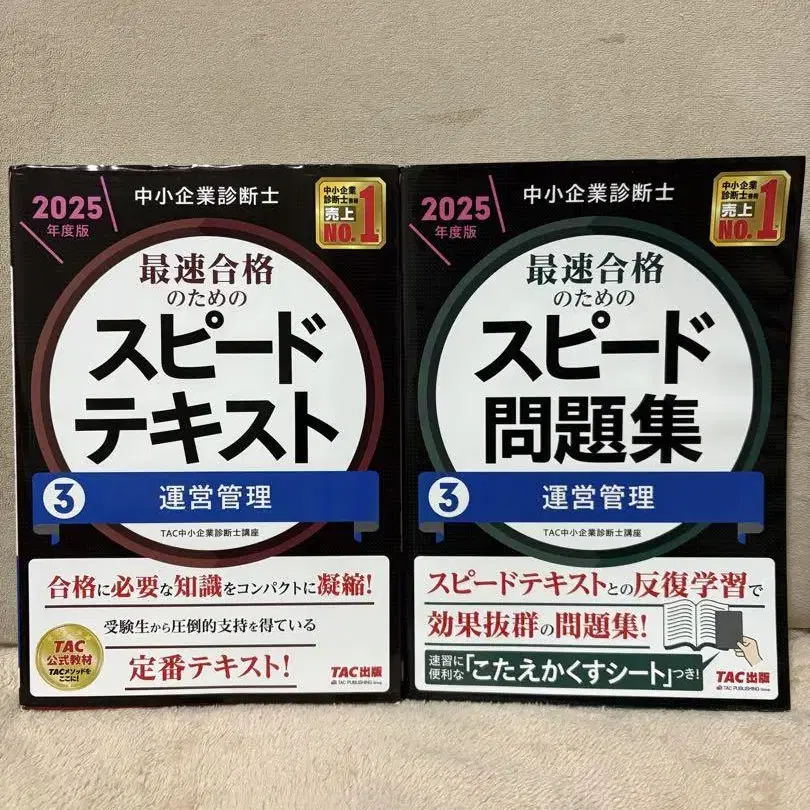 2025
年度版
中小企業診断士
中小企業
診断士書籍
売上
NO.1
最速合格
のための
スピード
テキスト
3
運営管理
TAC中小企業診断士講座
合格に必要な知識をコンパクトに凝縮!
受験生から圧倒的支持を得ている
定番テキスト!
TAC
公式教材
TACメソッドを
ここに!
TAC出版
TAC PUBLISHING Group
2025
年度版
中小企業診断士
中小企業
診断士書籍
売上
NO.1
最速合格
のための
スピード
問題集
3
運営管理
TAC中小企業診断士講座
スピードテキストとの反復学習で
効果抜群の問題集!
速習に
便利な「こたえかくすシート」つき!
TAC出版
TAC PUBLISHING Group